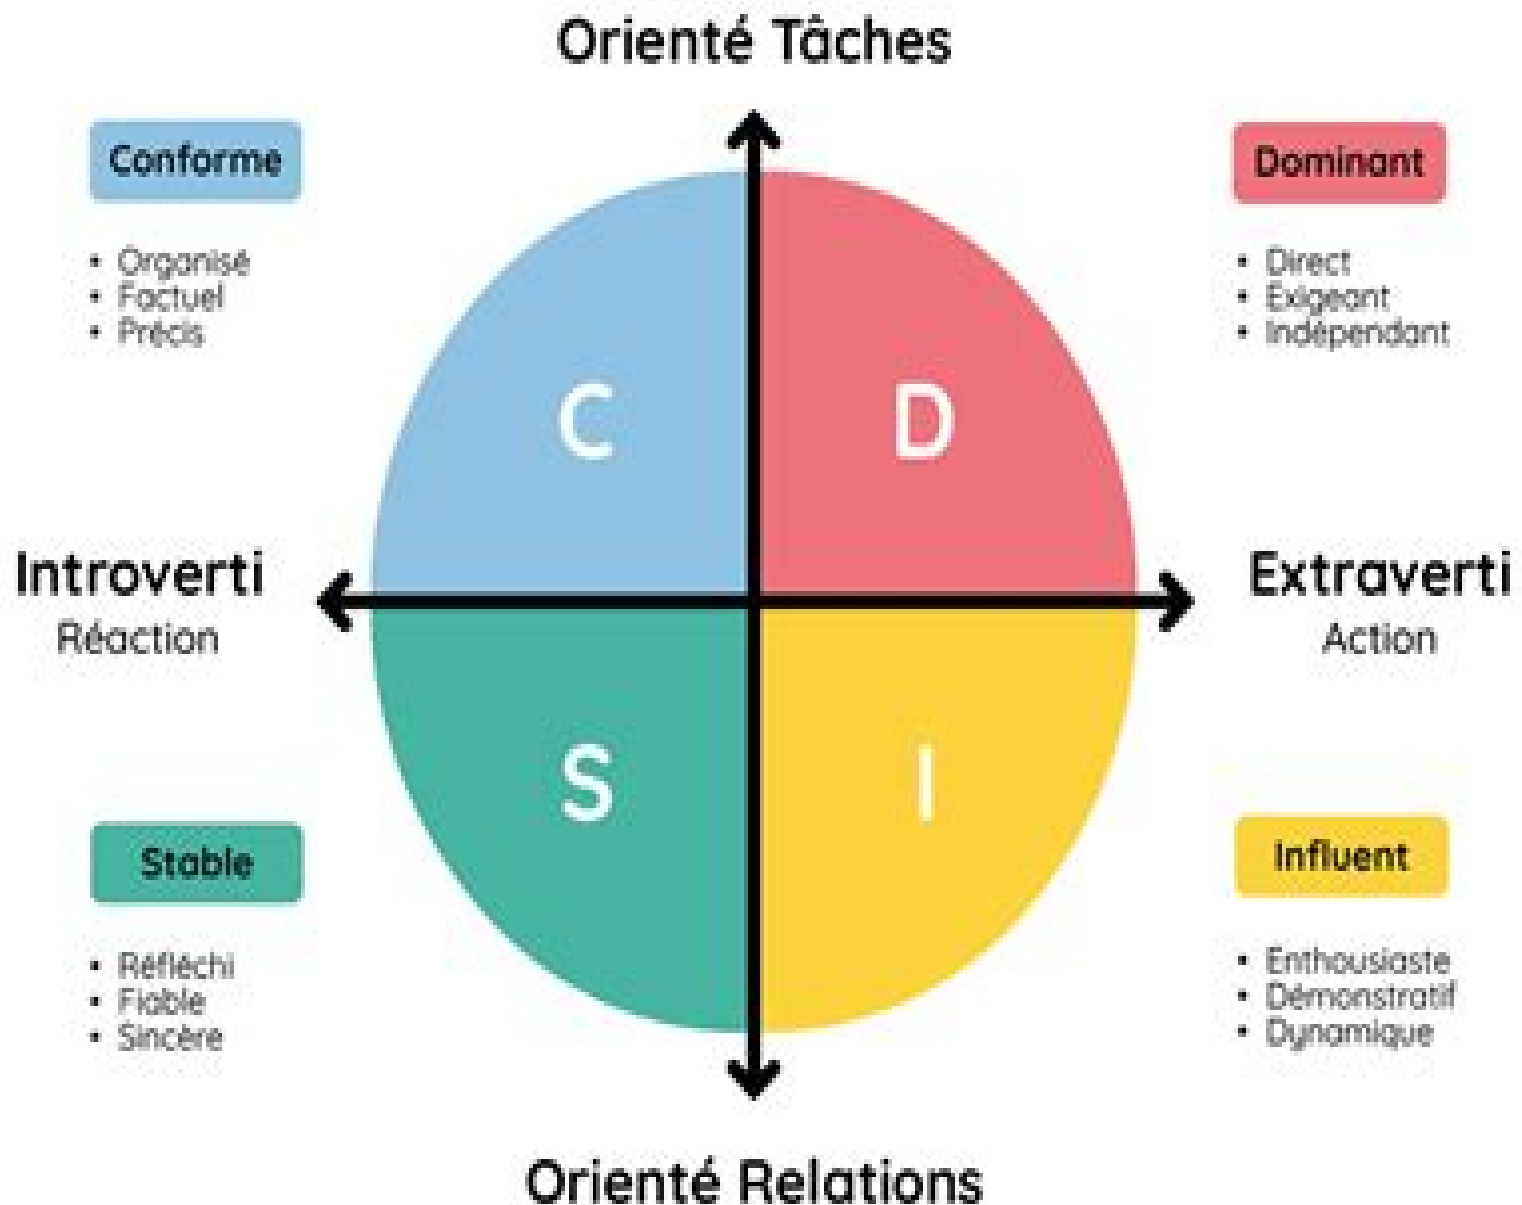 Orienté Tâches
Conforme
• Organisé
• Factuel
• Précis
Dominant
• Direct
• Exigeant
• Indépendant
C
D
Introverti
Réaction
Extraverti
Action
S
I
Stable
• Réfléchi
• Fiable
• Sincère
Influent
• Enthousiaste
• Démonstratif
• Dynamique
Orienté Relations